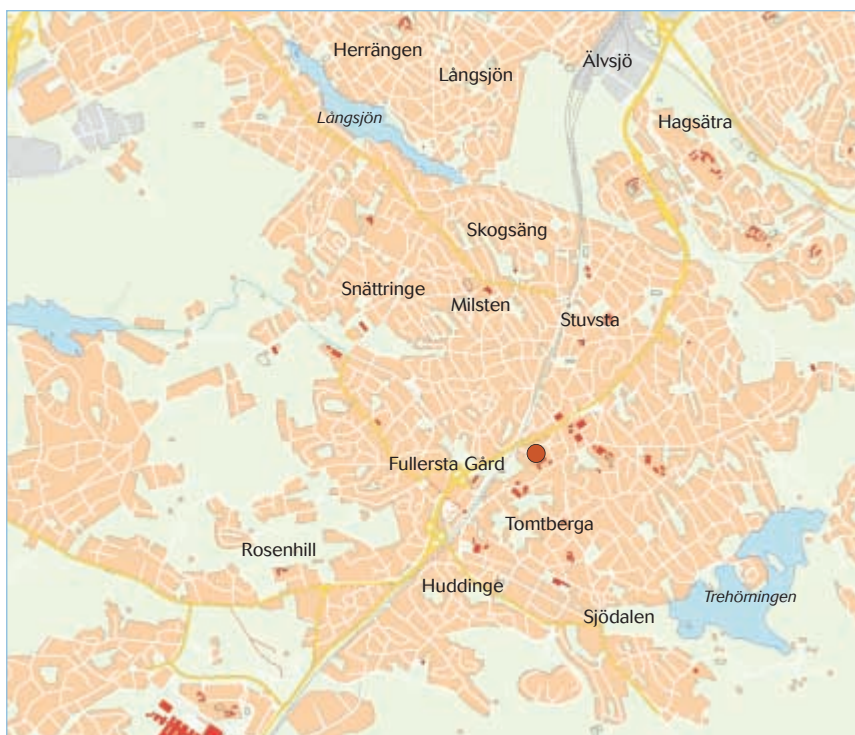 Herrängen
Långsjön
Älvsjö
Långsjön
Hagsätra
Skogsäng
Snättringe
Milsten
Stuvsta
Fullersta Gård
Tomtberga
Rosenhill
Huddinge
Trehörningen
Sjödalen